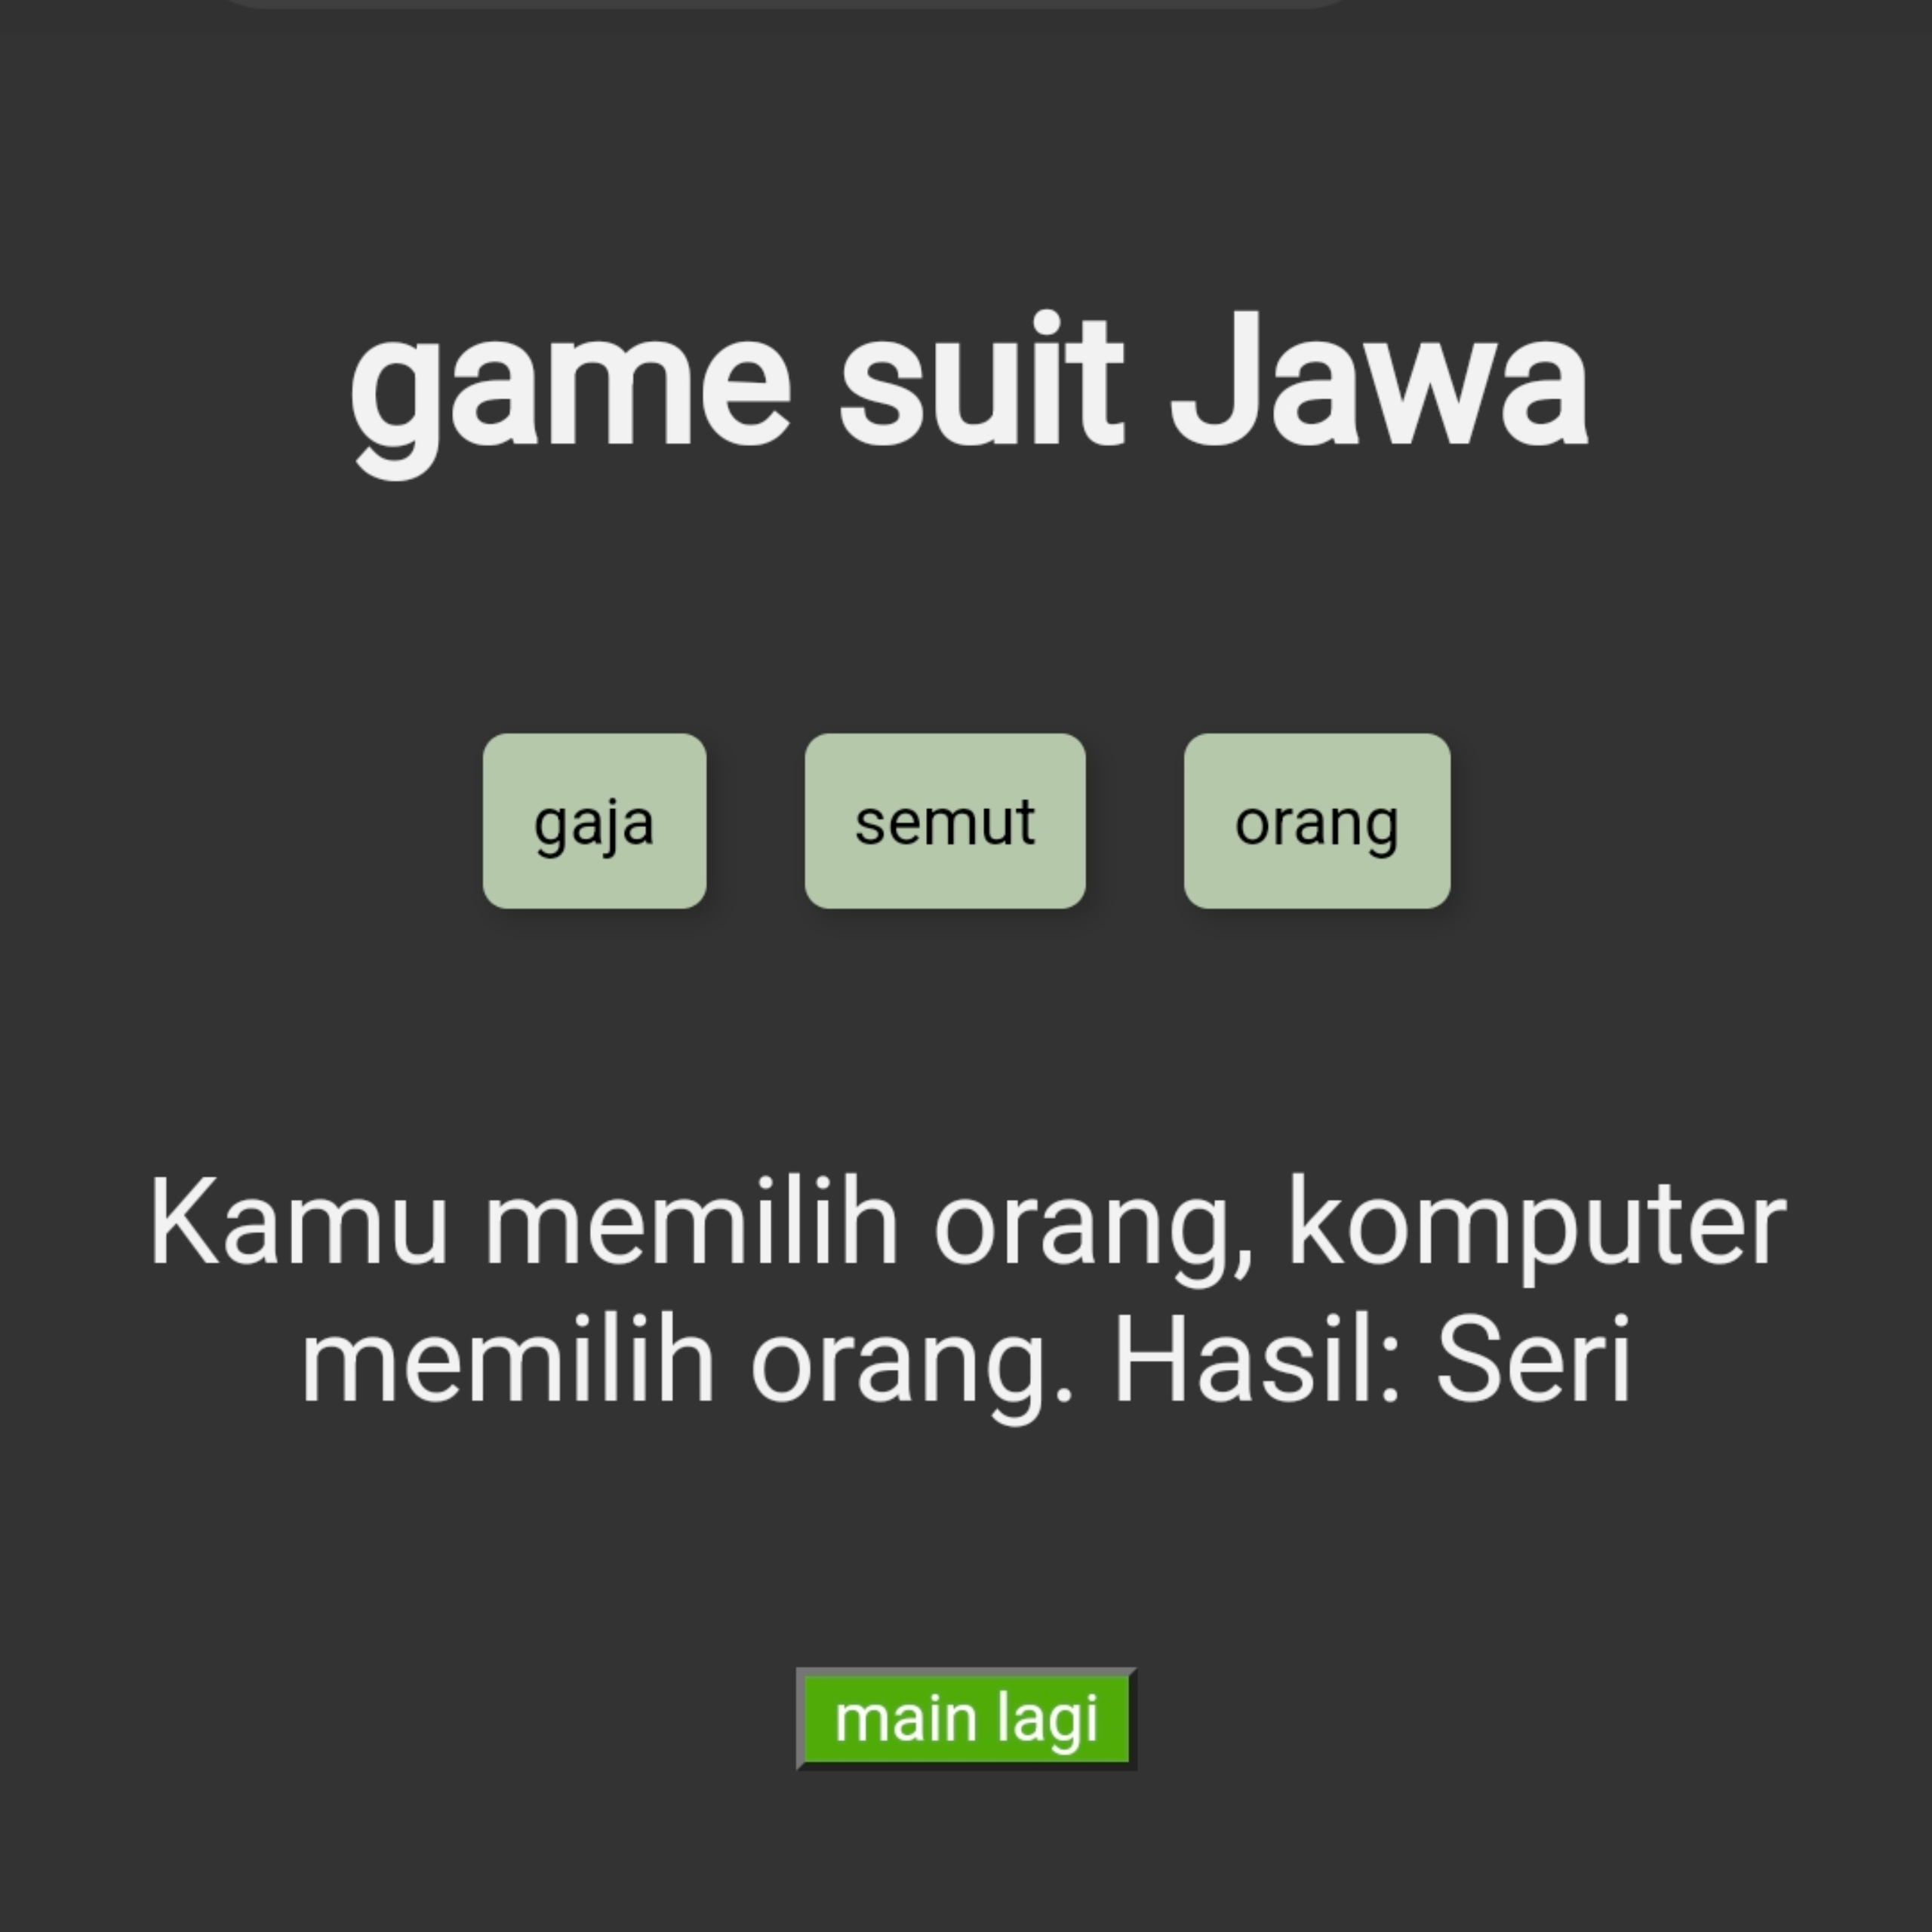 game suit Jawa
gaja
semut
orang
Kamu memilih orang, komputer
memilih orang. Hasil: Seri
main lagi